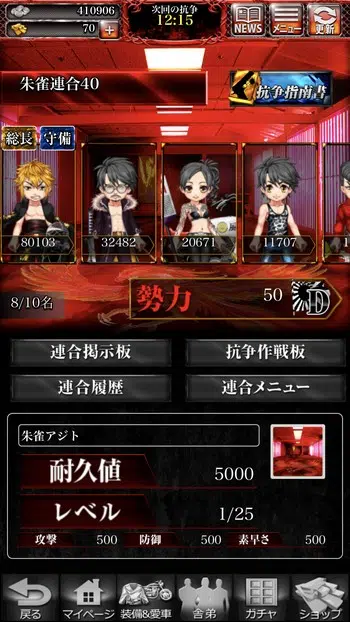 410906
70
次回の抗争
12:15
NEWS
メニュー
更新
朱雀連合40
抗争指南書
総長 守備
80103
32482
20671
11707
8/10名
勢力 50 D
連合掲示板
抗争作戦板
連合履歴
連合メニュー
朱雀アジト
耐久値 5000
レベル 1/25
攻撃 500 防御 500 素早さ 500
戻る
マイページ
装備&愛車
舎弟
ガチャ
ショップ